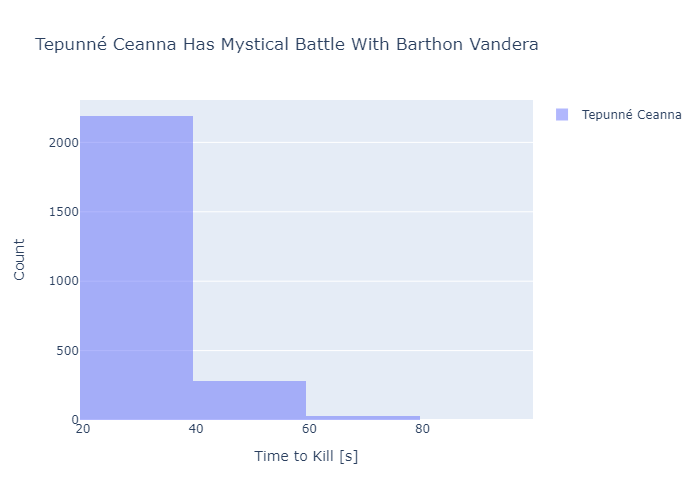 Tepunné Ceanna Has Mystical Battle With Barthon Vandera
Tepunné Ceanna
2000
1500
1000
500
0
20 40 60 80
Count
Time to Kill [s]